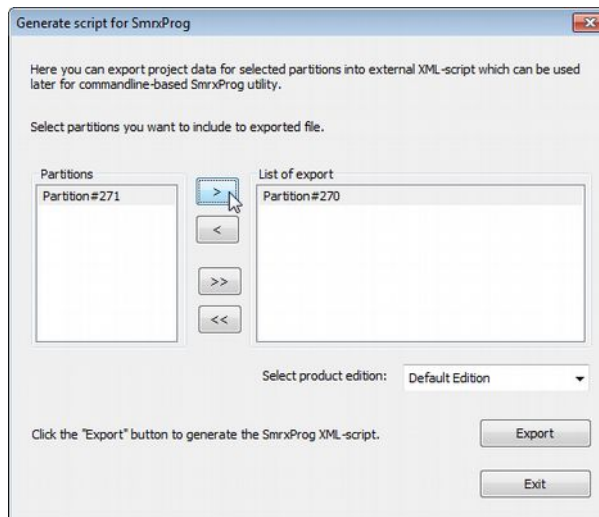 Generate script for SmrxProg
Here you can export project data for selected partitions into external XML-script which can be used
later for commandline-based SmrxProg utility.
Select partitions you want to include to exported file.
Partitions
List of export
Partition#271
>
Partition#270
<
>>
<<
Select product edition:
Default Edition
Click the "Export" button to generate the SmrxProg XML-script.
Export
Exit